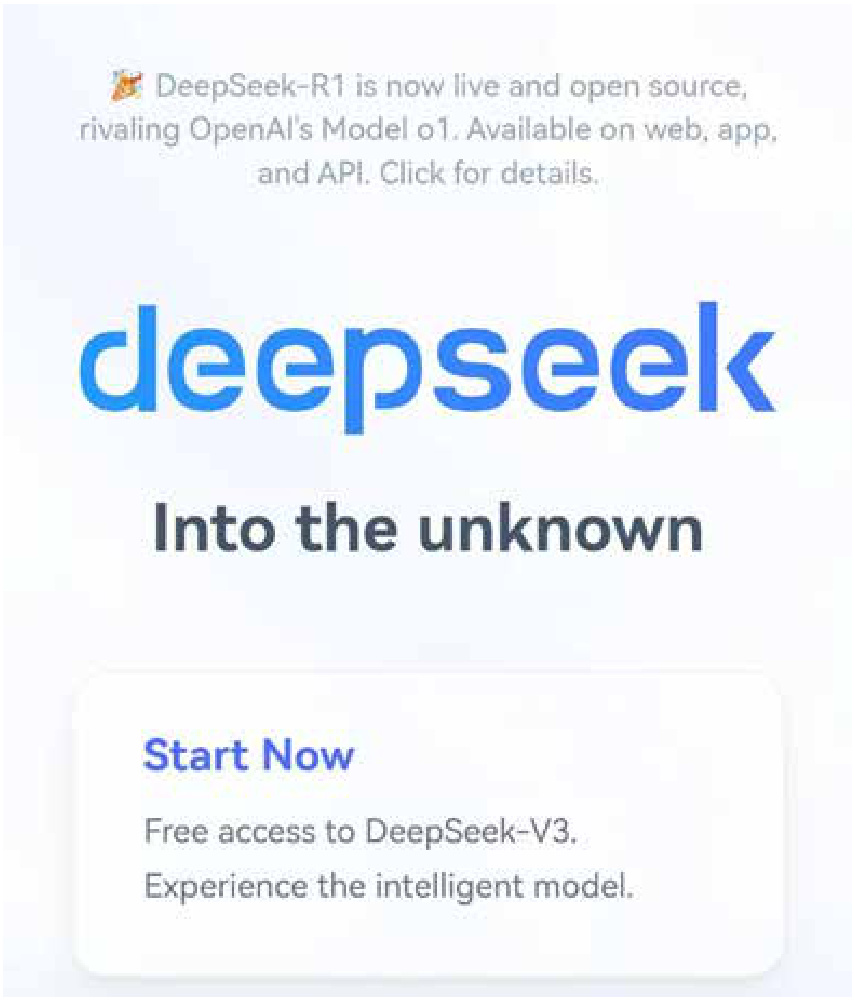 🎉 DeepSeek-R1 is now live and open source,
rivaling OpenAI's Model o1. Available on web, app,
and API. Click for details.
deepseek
Into the unknown
Start Now
Free access to DeepSeek-V3.
Experience the intelligent model.